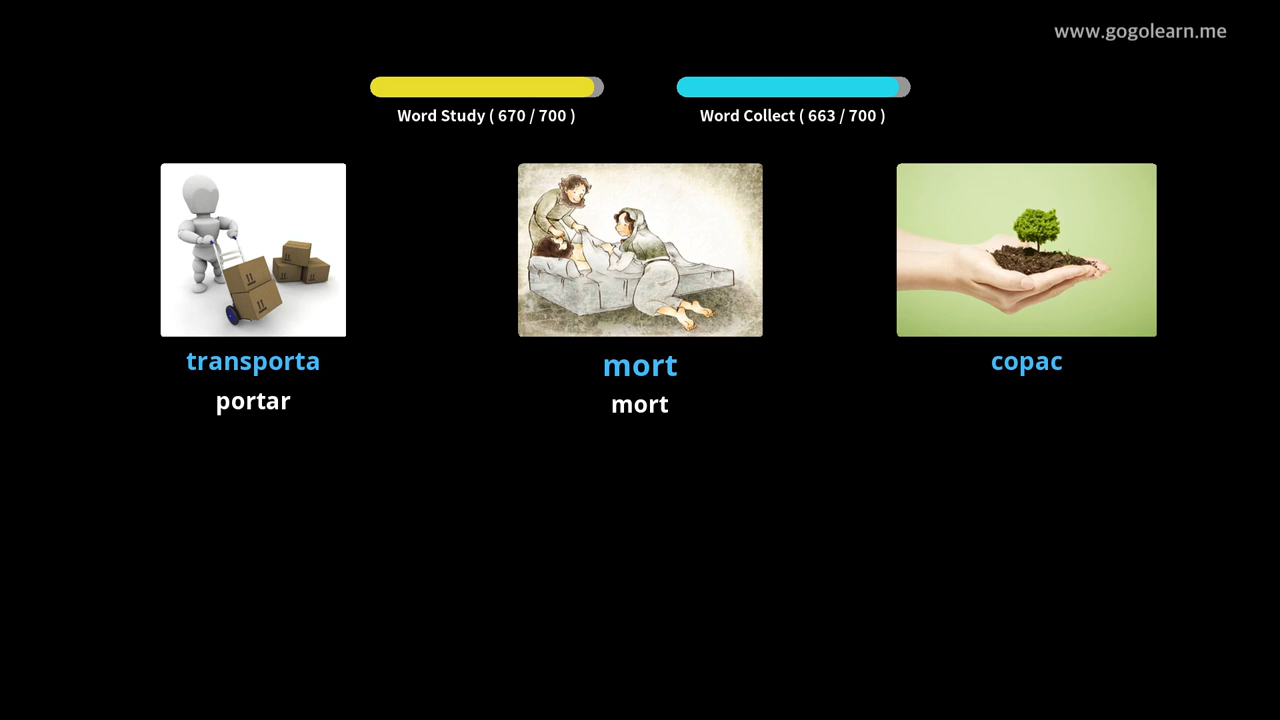 www.gogolearn.me
Word Study ( 670 / 700 )
Word Collect ( 663 / 700 )
transporta
portar
mort
mort
copac